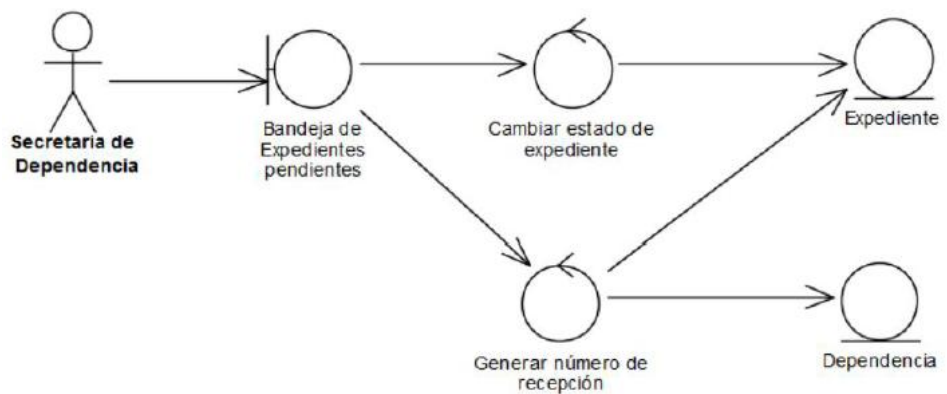 Secretaria de
Dependencia
Bandeja de
Expedientes
pendientes
Cambiar estado de
expediente
Expediente
Generar número de
recepción
Dependencia